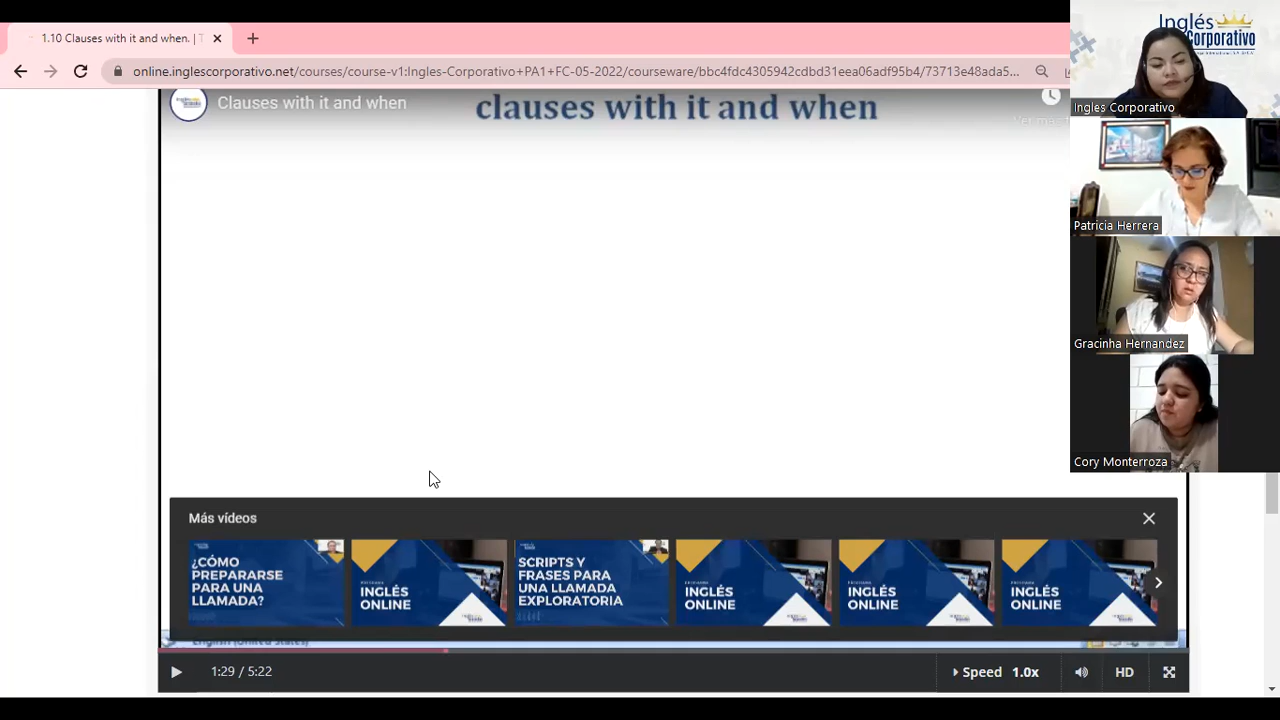 1.10 Clauses with it and when. | T
online.inglescorporativo.net/courses/course-v1:Ingles-Corporativo+PA1+FC-05-2022/courseware/bbc4fdc4305942cdbd31eea06adf95b4/73713e48ada5...
Clauses with it and when
clauses with it and when
Inglés
Corporativo
Ingles Corporativo
Patricia Herrera
Gracinha Hernandez
Cory Monterroza
Más vídeos
¿CÓMO
PREPARARSE
PARA UNA
LLAMADA?
INGLÉS
ONLINE
SCRIPTS Y
FRASES PARA
UNA LLAMADA
EXPLORATORIA
INGLÉS
ONLINE
INGLÉS
ONLINE
INGLÉS
ONLINE
English (United States)
1:29 / 5:22
Speed 1.0x
HD